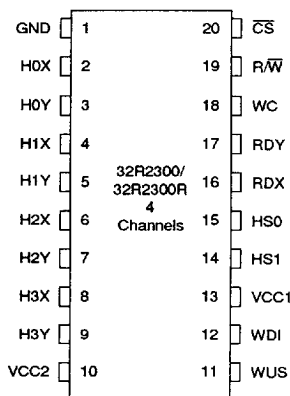 GND 1 20 C̅S̅
H0X 2 19 R/W̅
H0Y 3 18 WC
H1X 4 17 RDY
H1Y 5 16 RDX
32R2300/
32R2300R
4
Channels
H2X 6 15 HS0
H2Y 7 14 HS1
H3X 8 13 VCC1
H3Y 9 12 WDI
VCC2 10 11 WUS